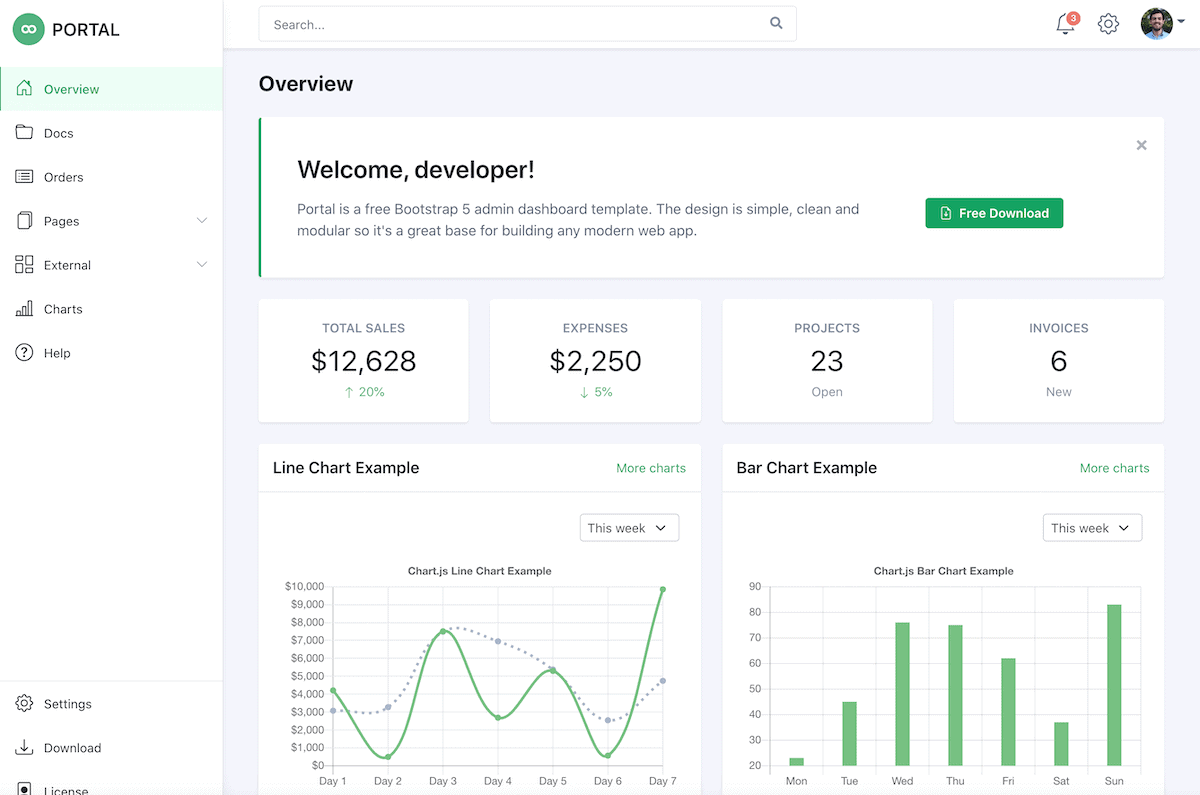 PORTAL
Search...
3
Overview
Docs
Orders
Pages
External
Charts
?
Help
Settings
Download
License
Overview
Welcome, developer!
Portal is a free Bootstrap 5 admin dashboard template. The design is simple, clean and
modular so it's a great base for building any modern web app.
Free Download
TOTAL SALES
$12,628
↑ 20%
EXPENSES
$2,250
↓ 5%
PROJECTS
23
Open
INVOICES
6
New
Line Chart Example
More charts
This week
Chart.js Line Chart Example
$10,000
$9,000
$8,000
$7,000
$6,000
$5,000
$4,000
$3,000
$2,000
$1,000
$0
Day 1 Day 2 Day 3 Day 4 Day 5 Day 6 Day 7
Bar Chart Example
More charts
This week
Chart.js Bar Chart Example
90
80
70
60
50
40
30
20
Mon Tue Wed Thu Fri Sat Sun